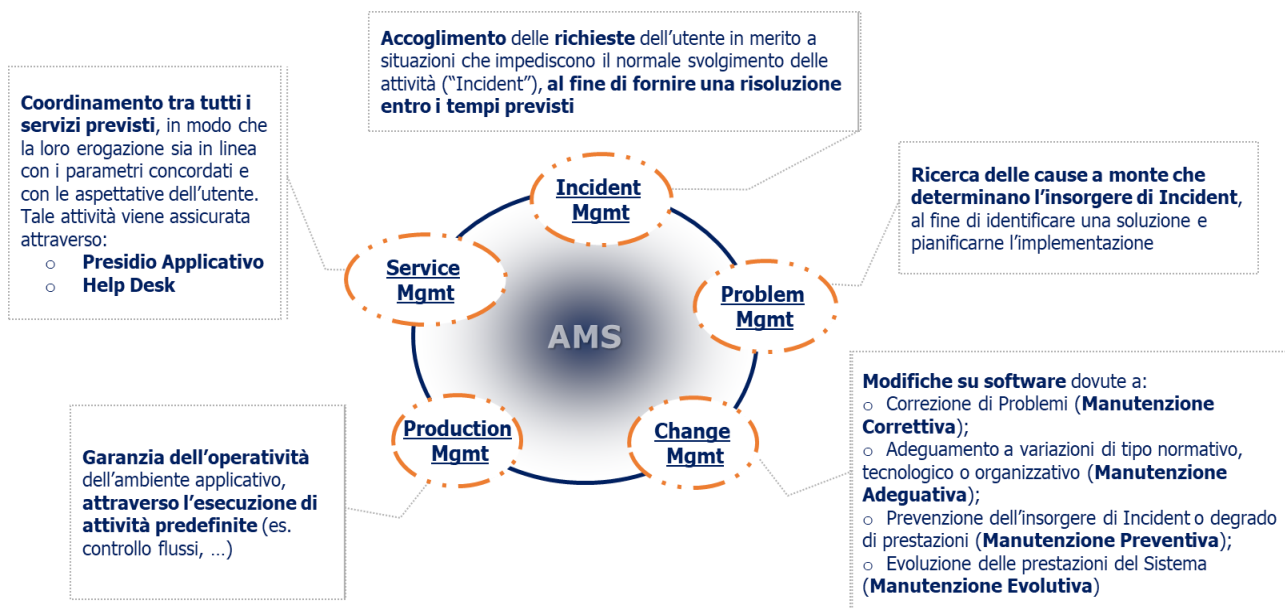 Accoglimento delle richieste dell'utente in merito a
situazioni che impediscono il normale svolgimento delle
attività ("Incident"), al fine di fornire una risoluzione
entro i tempi previsti
Coordinamento tra tutti i
servizi previsti, in modo che
la loro erogazione sia in linea
con i parametri concordati e
con le aspettative dell'utente.
Tale attività viene assicurata
attraverso:
o Presidio Applicativo
o Help Desk
Ricerca delle cause a monte che
determinano l'insorgere di Incident,
al fine di identificare una soluzione e
pianificarne l'implementazione
Incident
Mgmt
Service
Mgmt
Problem
Mgmt
AMS
Production
Mgmt
Change
Mgmt
Modifiche su software dovute a:
o Correzione di Problemi (Manutenzione
Correttiva);
o Adeguamento a variazioni di tipo normativo,
tecnologico o organizzativo (Manutenzione
Adeguativa);
o Prevenzione dell'insorgere di Incident o degrado
di prestazioni (Manutenzione Preventiva);
o Evoluzione delle prestazioni del Sistema
(Manutenzione Evolutiva)
Garanzia dell'operatività
dell'ambiente applicativo,
attraverso l'esecuzione di
attività predefinite (es.
controllo flussi, …)